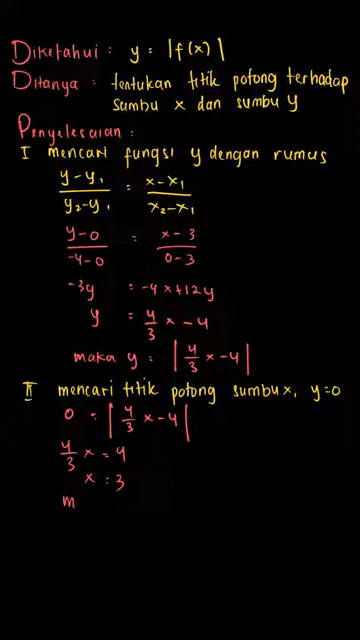 Diketahui : y = |f(x)|
Ditanya : tentukan titik potong terhadap
sumbu x dan sumbu y
Penyelesaian :
I mencari fungsi y dengan rumus
y-y₁/y₂-y₁ = x-x₁/x₂-x₁
y-0/-4-0 = x-3/0-3
-3y = -4x+12y
y = 4/3 x - 4
maka y = |4/3 x - 4|
II mencari titik potong sumbu x, y=0
0 = |4/3 x - 4|
4/3 x = 4
x = 3
m